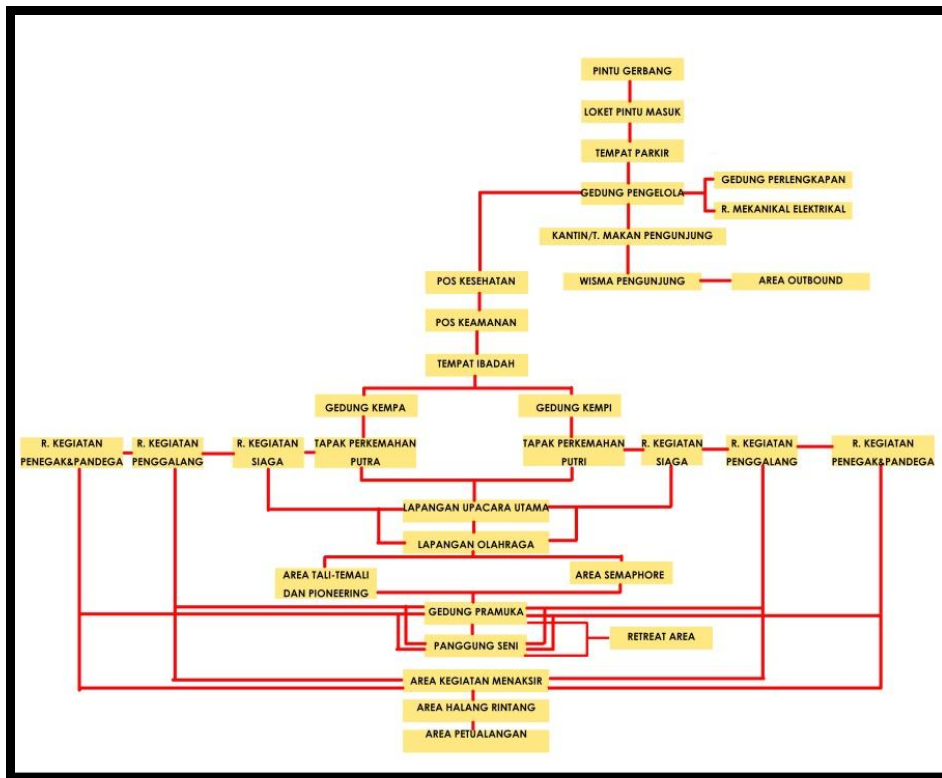 PINTU GERBANG
LOKET PINTU MASUK
TEMPAT PARKIR
GEDUNG PENGELOLA
GEDUNG PERLENGKAPAN
R. MEKANIKAL ELEKTRIKAL
KANTIN/T. MAKAN PENGUNJUNG
POS KESEHATAN
WISMA PENGUNJUNG
AREA OUTBOUND
POS KEAMANAN
TEMPAT IBADAH
GEDUNG KEMPA
GEDUNG KEMPI
R. KEGIATAN
PENEGAK&PANDEGA
R. KEGIATAN
PENGGALANG
R. KEGIATAN
SIAGA
TAPAK PERKEMAHAN
PUTRA
TAPAK PERKEMAHAN
PUTRI
R. KEGIATAN
SIAGA
R. KEGIATAN
PENGGALANG
R. KEGIATAN
PENEGAK&PANDEGA
LAPANGAN UPACARA UTAMA
LAPANGAN OLAHRAGA
AREA TALI-TEMALI
DAN PIONEERING
AREA SEMAPHORE
GEDUNG PRAMUKA
PANGGUNG SENI
RETREAT AREA
AREA KEGIATAN MENAKSIR
AREA HALANG RINTANG
AREA PETUALANGAN